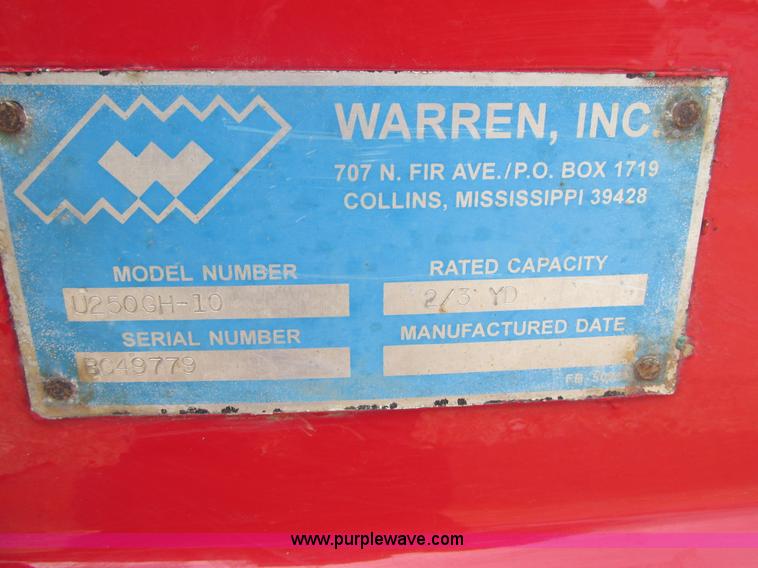 WARREN, INC.
707 N. FIR AVE./P.O. BOX 1719
COLLINS, MISSISSIPPI 39428
MODEL NUMBER
U250GH-10
RATED CAPACITY
2/3 YD
SERIAL NUMBER
BC49779
MANUFACTURED DATE
www.purplewave.com